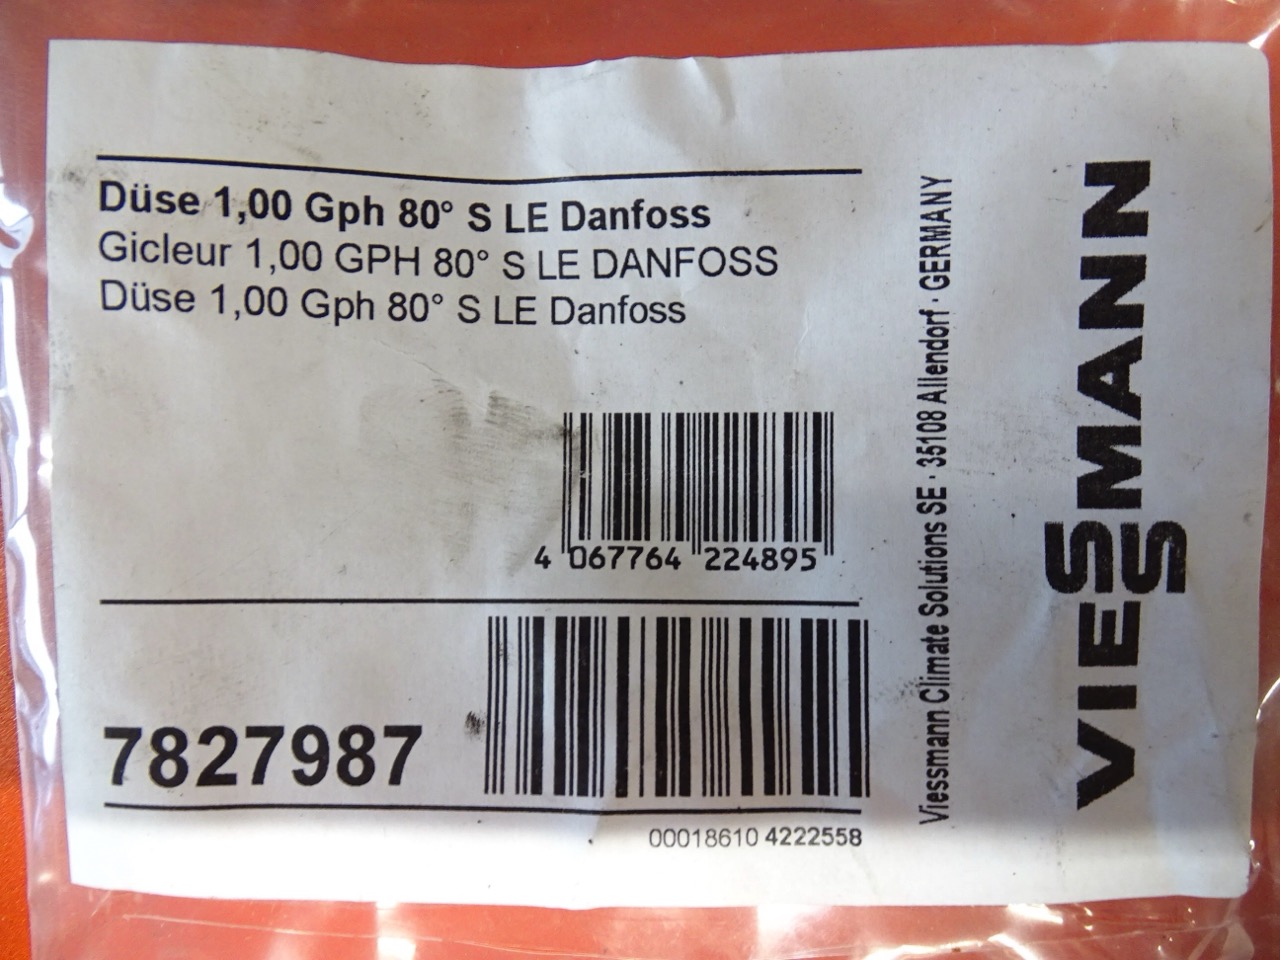 Düse 1,00 Gph 80° S LE Danfoss
Gicleur 1,00 GPH 80° S LE DANFOSS
Düse 1,00 Gph 80° S LE Danfoss
4 067764 224895
7827987
00018610 4222558
Viessmann Climate Solutions SE · 35108 Allendorf · GERMANY
VIESSMANN